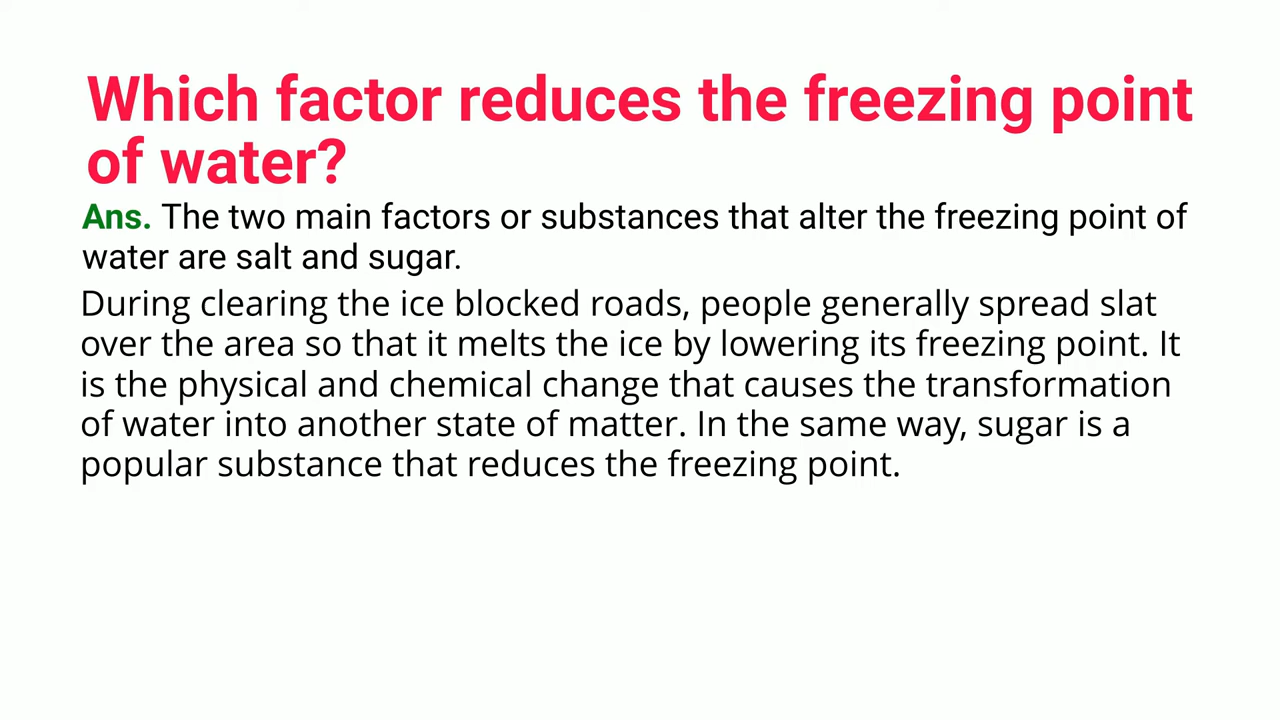 Which factor reduces the freezing point
of water?
Ans. The two main factors or substances that alter the freezing point of
water are salt and sugar.
During clearing the ice blocked roads, people generally spread slat
over the area so that it melts the ice by lowering its freezing point. It
is the physical and chemical change that causes the transformation
of water into another state of matter. In the same way, sugar is a
popular substance that reduces the freezing point.